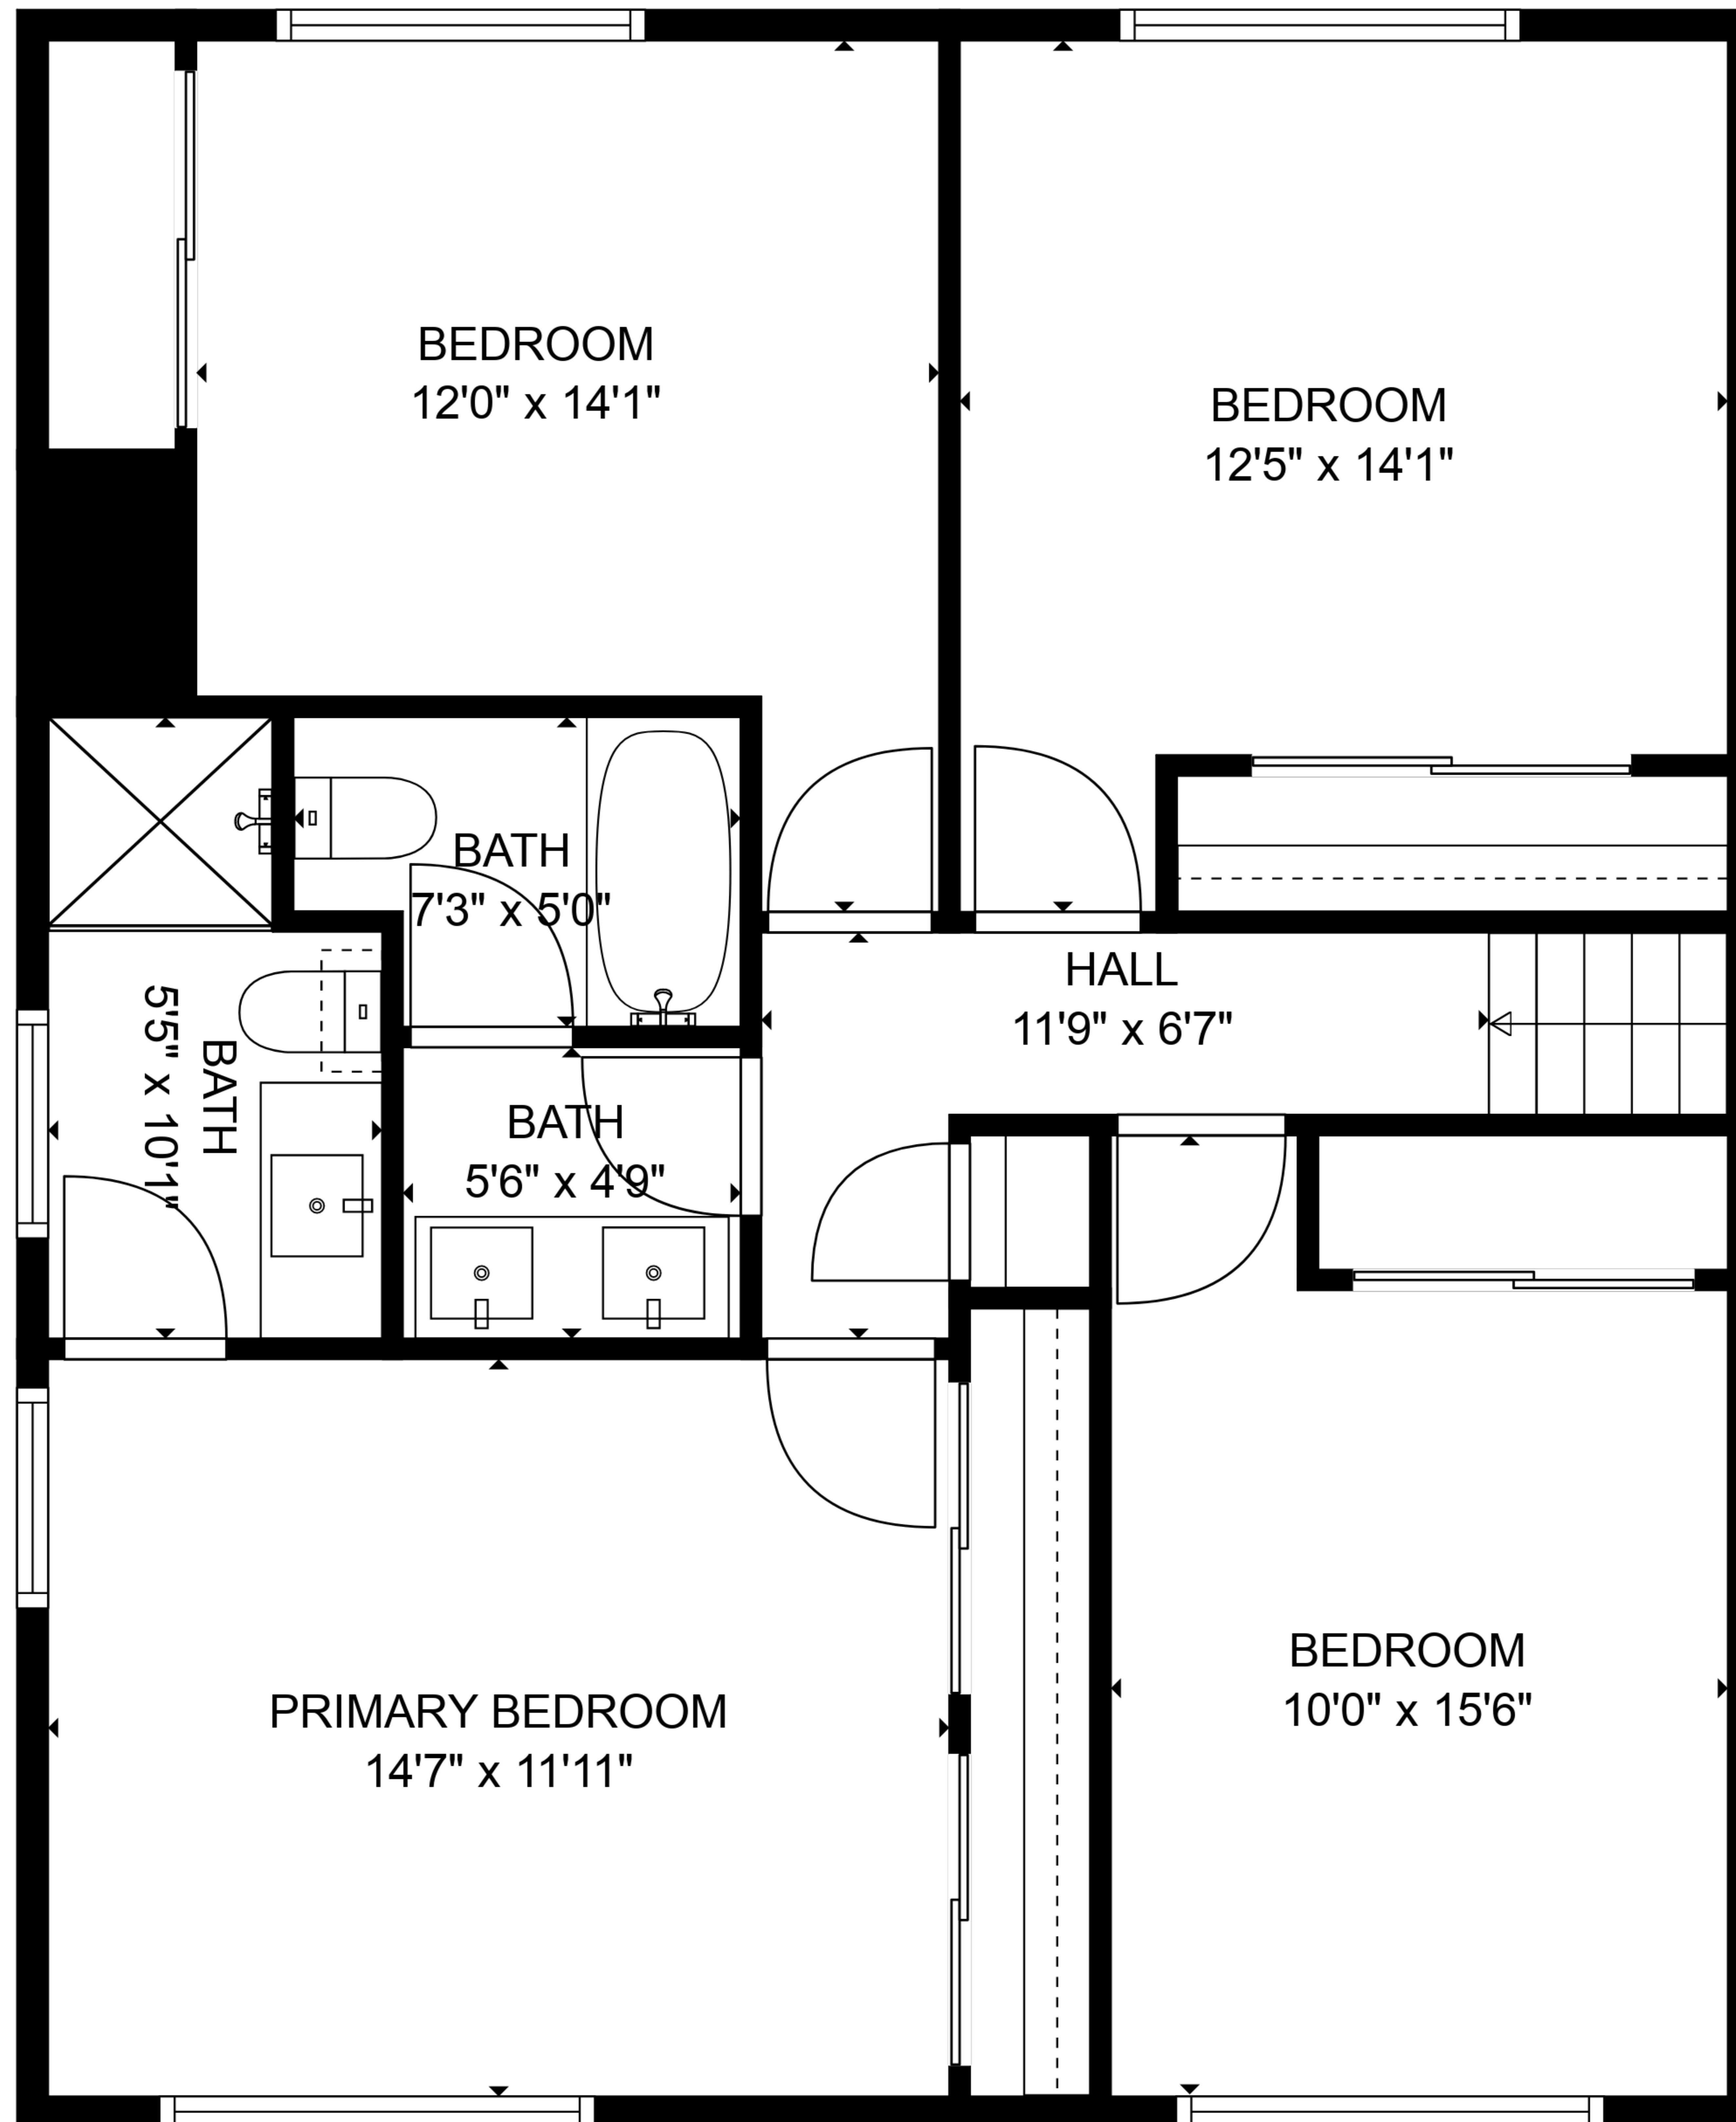 BEDROOM
12'0" x 14'1"
BEDROOM
12'5" x 14'1"
BATH
7'3" x 5'0"
HALL
11'9" x 6'7"
BATH
5'5" x 10'1"
BATH
5'6" x 4'9"
PRIMARY BEDROOM
14'7" x 11'11"
BEDROOM
10'0" x 15'6"